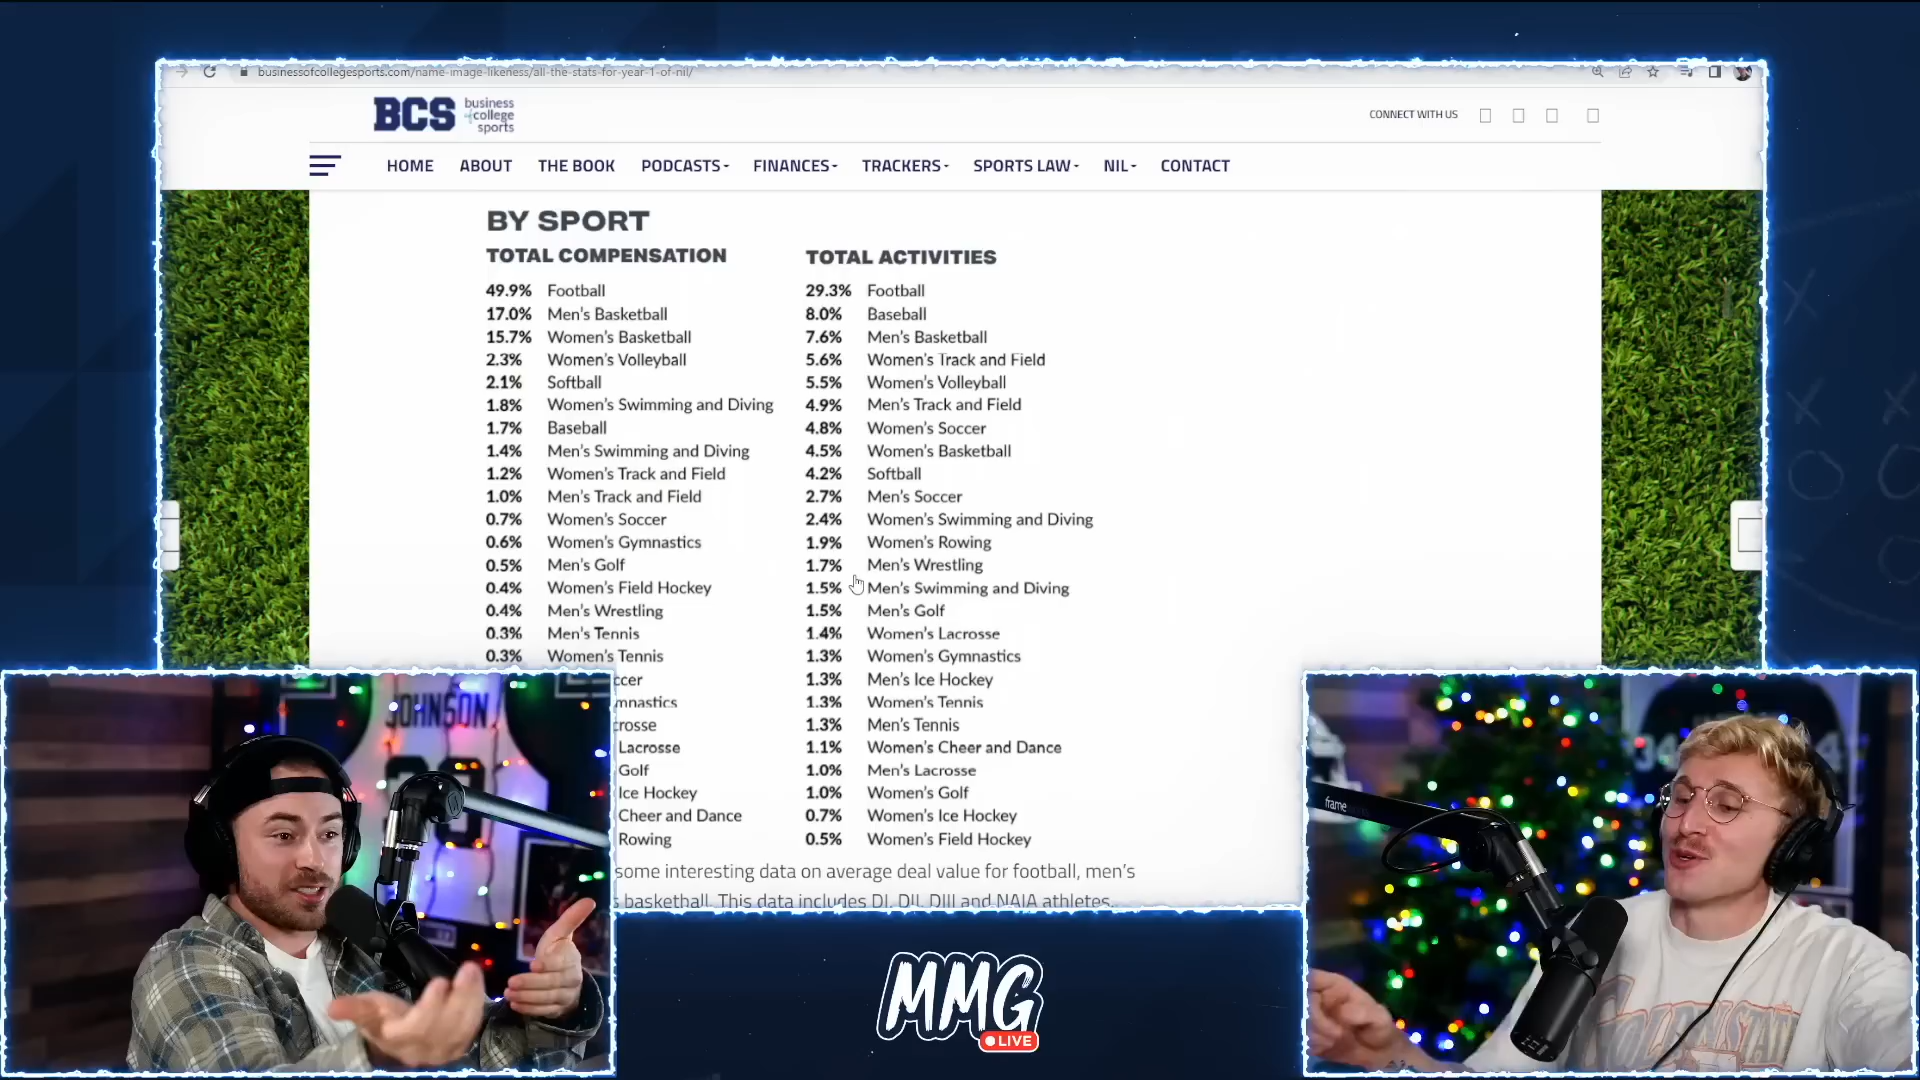 businessofcollegesports.com/name-image-likeness/all-the-stats-for-year-1-of-nil/
BCS business of college sports
CONNECT WITH US
HOME ABOUT THE BOOK PODCASTS FINANCES TRACKERS SPORTS LAW NIL CONTACT
BY SPORT
TOTAL COMPENSATION
49.9% Football
17.0% Men's Basketball
15.7% Women's Basketball
2.3% Women's Volleyball
2.1% Softball
1.8% Women's Swimming and Diving
1.7% Baseball
1.4% Men's Swimming and Diving
1.2% Women's Track and Field
1.0% Men's Track and Field
0.7% Women's Soccer
0.6% Women's Gymnastics
0.5% Men's Golf
0.4% Women's Field Hockey
0.4% Men's Wrestling
0.3% Men's Tennis
0.3% Women's Tennis
ccer
mnastics
crosse
Lacrosse
Golf
Ice Hockey
Cheer and Dance
Rowing
TOTAL ACTIVITIES
29.3% Football
8.0% Baseball
7.6% Men's Basketball
5.6% Women's Track and Field
5.5% Women's Volleyball
4.9% Men's Track and Field
4.8% Women's Soccer
4.5% Women's Basketball
4.2% Softball
2.7% Men's Soccer
2.4% Women's Swimming and Diving
1.9% Women's Rowing
1.7% Men's Wrestling
1.5% Men's Swimming and Diving
1.5% Men's Golf
1.4% Women's Lacrosse
1.3% Women's Gymnastics
1.3% Men's Ice Hockey
1.3% Women's Tennis
1.3% Men's Tennis
1.1% Women's Cheer and Dance
1.0% Men's Lacrosse
1.0% Women's Golf
0.7% Women's Ice Hockey
0.5% Women's Field Hockey
some interesting data on average deal value for football, men's
s basketball. This data includes DI, DII, DIII and NAIA athletes.
JOHNSON
frame
MMG
LIVE